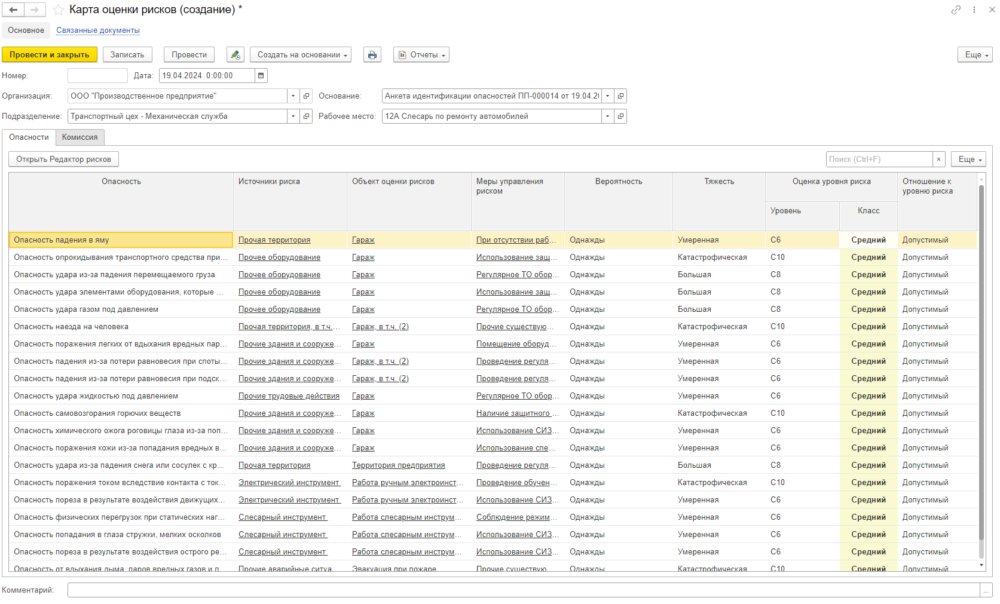 Карта оценки рисков (создание) *
Основное Связанные документы
Провести и закрыть Записать Провести Создать на основании Отчеты Еще
Номер: Дата: 19.04.2024 0:00:00
Организация: ООО "Производственное предприятие" Основание: Анкета идентификации опасностей ПП-000014 от 19.04.20
Подразделение: Транспортный цех - Механическая служба Рабочее место: 12А Слесарь по ремонту автомобилей
Опасности Комиссия
Открыть Редактор рисков Поиск (Ctrl+F) × Еще
Опасность Источники риска Объект оценки рисков Меры управления риском Вероятность Тяжесть Оценка уровня риска Отношение к уровню риска
Уровень Класс
Опасность падения в яму Прочая территория Гараж При отсутствии раб... Однажды Умеренная С6 Средний Допустимый
Опасность опрокидывания транспортного средства при... Прочее оборудование Гараж Использование защ... Однажды Катастрофическая С10 Средний Допустимый
Опасность удара из-за падения перемещаемого груза Прочее оборудование Гараж Регулярное ТО обор... Однажды Большая С8 Средний Допустимый
Опасность удара элементами оборудования, которые ... Прочее оборудование Гараж Использование защ... Однажды Большая С8 Средний Допустимый
Опасность удара газом под давлением Прочее оборудование Гараж Регулярное ТО обор... Однажды Большая С8 Средний Допустимый
Опасность наезда на человека Прочая территория, в т.ч.... Гараж, в т.ч. (2) Прочие существую... Однажды Катастрофическая С10 Средний Допустимый
Опасность поражения легких от вдыхания вредных пар... Прочие здания и сооруже... Гараж Помещение оборуд... Однажды Умеренная С6 Средний Допустимый
Опасность падения из-за потери равновесия при споты... Прочие здания и сооруже... Гараж, в т.ч. (2) Проведение регуля... Однажды Умеренная С6 Средний Допустимый
Опасность падения из-за потери равновесия при подск... Прочие здания и сооруже... Гараж, в т.ч. (2) Проведение регуля... Однажды Умеренная С6 Средний Допустимый
Опасность удара жидкостью под давлением Прочие трудовые действия Гараж Регулярное ТО обор... Однажды Умеренная С6 Средний Допустимый
Опасность самовозгорания горючих веществ Прочие здания и сооруже... Гараж Наличие защитного ... Однажды Катастрофическая С10 Средний Допустимый
Опасность химического ожога роговицы глаза из-за поп... Прочие здания и сооруже... Гараж Использование СИЗ... Однажды Умеренная С6 Средний Допустимый
Опасность поражения кожи из-за попадания вредных в... Прочие здания и сооруже... Гараж Использование спе... Однажды Умеренная С6 Средний Допустимый
Опасность удара из-за падения снега или сосулек с кр... Прочая территория Территория предприятия Проведение регуля... Однажды Большая С8 Средний Допустимый
Опасность поражения током вследствие контакта с ток... Электрический инструмент Работа ручным электроинст... Проведение обучен... Однажды Катастрофическая С10 Средний Допустимый
Опасность пореза в результате воздействия движущих... Электрический инструмент Работа ручным электроинст... Использование СИЗ... Однажды Умеренная С6 Средний Допустимый
Опасность физических перегрузок при статических наг... Слесарный инструмент Работа слесарным инструм... Соблюдение режим... Однажды Умеренная С6 Средний Допустимый
Опасность попадания в глаза стружки, мелких осколков Слесарный инструмент Работа слесарным инструм... Использование СИЗ... Однажды Умеренная С6 Средний Допустимый
Опасность пореза в результате воздействия острого ре... Слесарный инструмент Работа слесарным инструм... Использование СИЗ... Однажды Умеренная С6 Средний Допустимый
Опасность от вдыхания дыма, паров вредных газов и п... Прочие аварийные ситуа... Эвакуация при пожаре Прочие существую... Однажды Катастрофическая С10 Средний Допустимый
Комментарий: ...